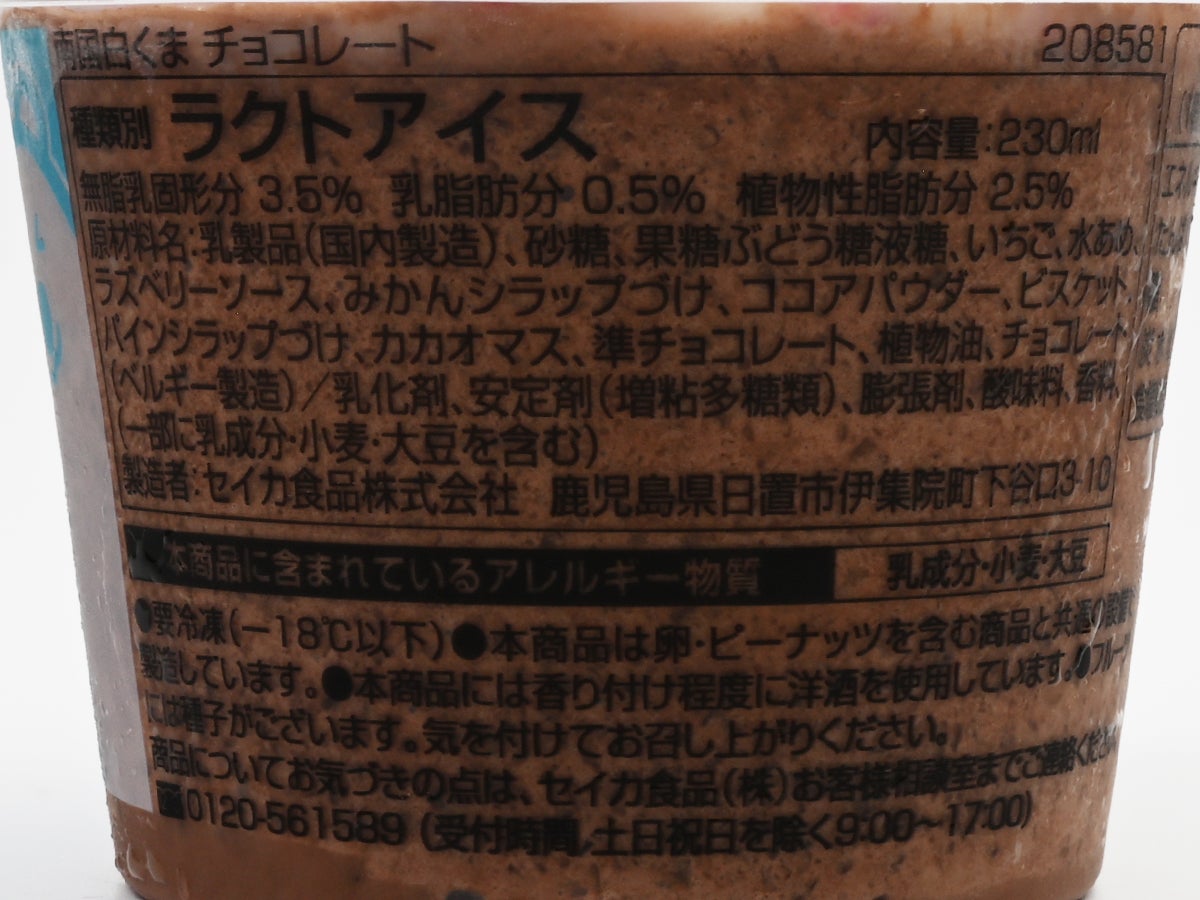 南国白くま チョコレート 208581
種類別 ラクトアイス 内容量:230ml
無脂乳固形分 3.5% 乳脂肪分 0.5% 植物性脂肪分 2.5%
原材料名:乳製品(国内製造)、砂糖、果糖ぶどう糖液糖、いちご、水あめ、
ラズベリーソース、みかんシラップづけ、ココアパウダー、ビスケット、
パインシラップづけ、カカオマス、準チョコレート、植物油、チョコレート
(ベルギー製造)/乳化剤、安定剤(増粘多糖類)、膨張剤、酸味料、香料、
(一部に乳成分・小麦・大豆を含む)
製造者:セイカ食品株式会社 鹿児島県日置市伊集院町下谷口3-10
本商品に含まれているアレルギー物質 乳成分・小麦・大豆
●要冷凍(-18℃以下)●本商品は卵・ピーナッツを含む商品と共通の設備で
製造しています。●本商品には香り付け程度に洋酒を使用しています。●フルーツ
には種子がございます。気を付けてお召し上がりください。
商品についてお気づきの点は、セイカ食品(株)お客様相談室までご連絡ください
0120-561589 (受付時間,土日祝日を除く9:00~17:00)